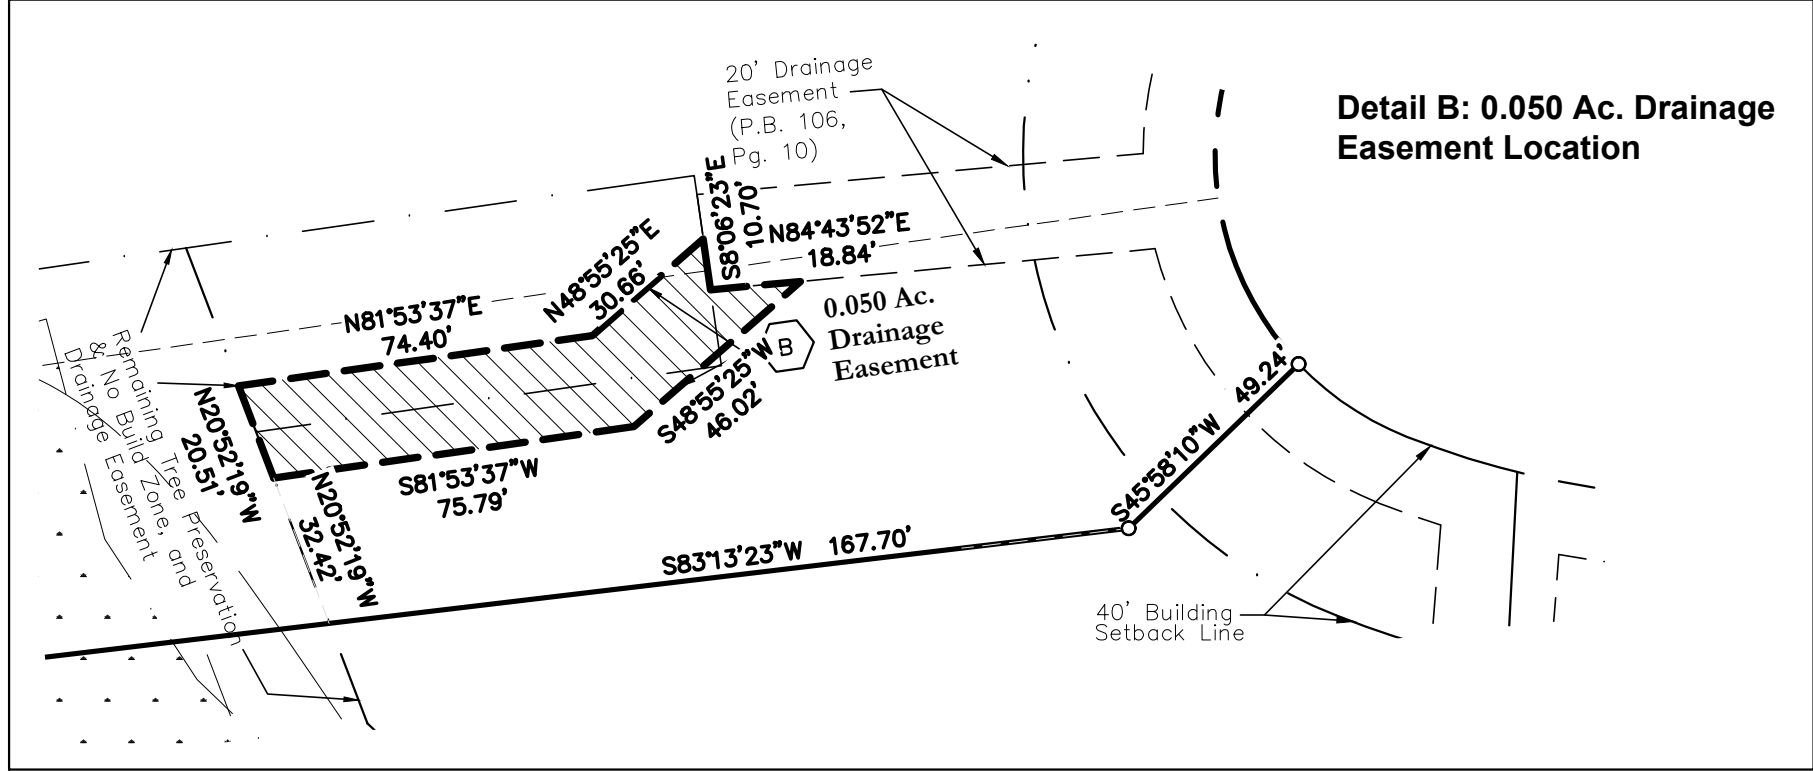 Detail B: 0.050 Ac. Drainage
Easement Location
20' Drainage
Easement
(P.B. 106,
Pg. 10)
S8°06'23"E
10.70'
N84°43'52"E
18.84'
N48°55'25"E
30.66'
N81°53'37"E
74.40'
0.050 Ac.
Drainage
Easement
B
S48°55'25"W
46.02'
N20°52'19"W
20.51'
S81°53'37"W
75.79'
N20°52'19"W
32.42'
Remaining Tree Preservation
& No Build Zone, and
Drainage Easement
S83°13'23"W 167.70'
S45°58'10"W 49.24'
40' Building
Setback Line